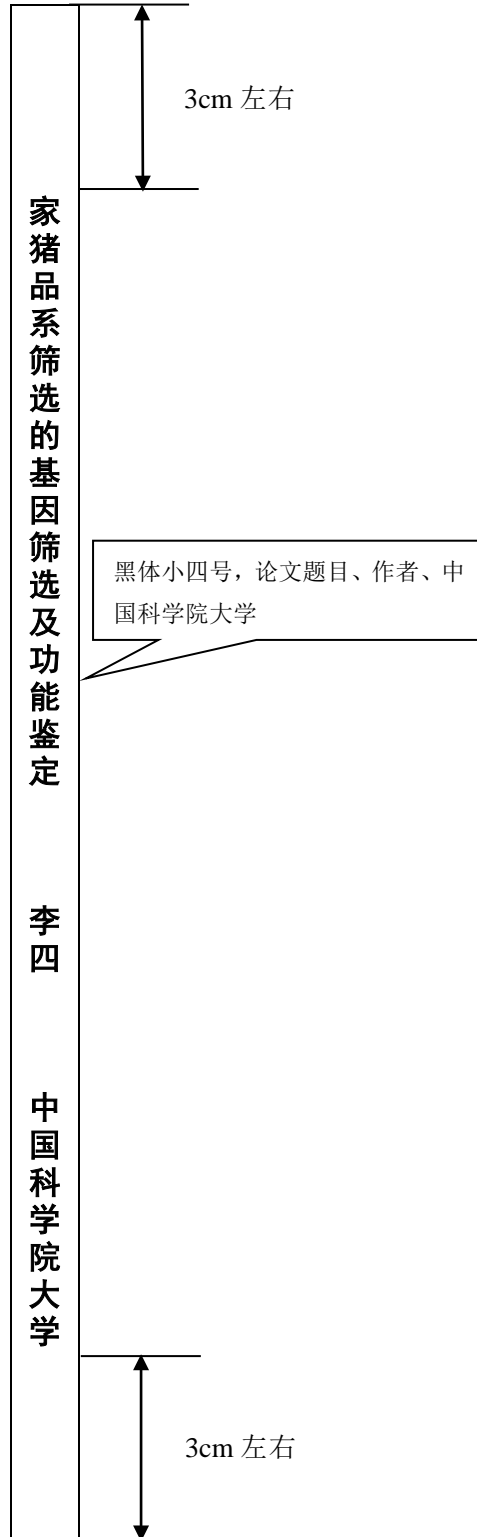 3cm 左右
家猪品系筛选的基因筛选及功能鉴定
黑体小四号，论文题目、作者、中
国科学院大学
李四
中国科学院大学
3cm 左右